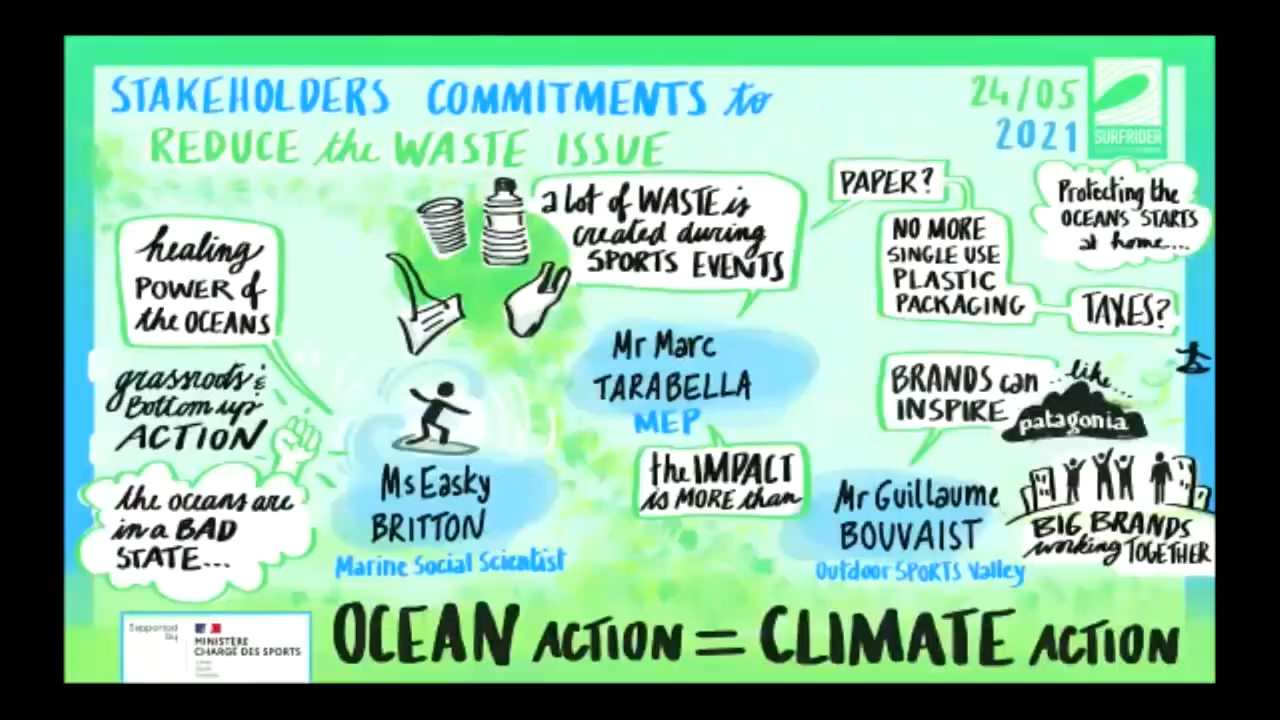 STAKEHOLDERS COMMITMENTS to
REDUCE the WASTE ISSUE
24/05
2021
SURFRIDER
healing
POWER of
the OCEANS
grassroots &
Bottom up
ACTION
the oceans are
in a BAD
STATE...
Ms Easky
BRITTON
Marine Social Scientist
a lot of WASTE is
created during
SPORTS EVENTS
Mr Marc
TARABELLA
MEP
the IMPACT
is MORE than
PAPER?
NO MORE
SINGLE USE
PLASTIC
PACKAGING
TAXES?
Protecting the
OCEANS STARTS
at home...
BRANDS can
INSPIRE
...like...
patagonia
Mr Guillaume
BOUVAIST
Outdoor SPORTS Valley
BIG BRANDS
working TOGETHER
Supported
by
MINISTÈRE
CHARGÉ DES SPORTS
OCEAN ACTION = CLIMATE ACTION